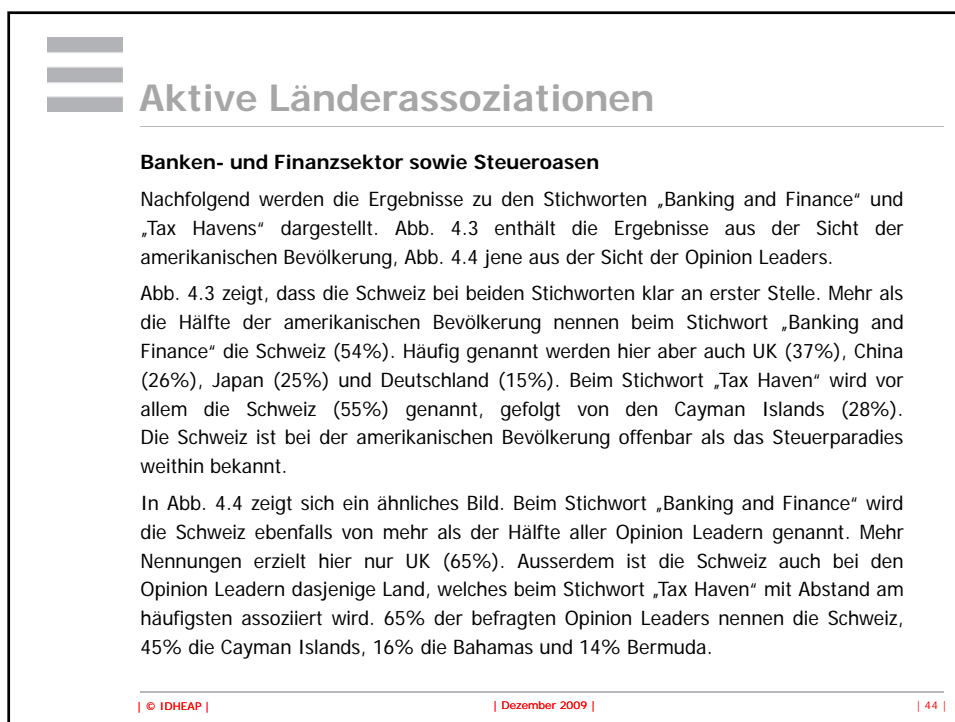 Aktive Länderassoziationen
Banken- und Finanzsektor sowie Steueroasen
Nachfolgend werden die Ergebnisse zu den Stichworten „Banking and Finance“ und
„Tax Havens“ dargestellt. Abb. 4.3 enthält die Ergebnisse aus der Sicht der
amerikanischen Bevölkerung, Abb. 4.4 jene aus der Sicht der Opinion Leaders.
Abb. 4.3 zeigt, dass die Schweiz bei beiden Stichworten klar an erster Stelle. Mehr als
die Hälfte der amerikanischen Bevölkerung nennen beim Stichwort „Banking and
Finance“ die Schweiz (54%). Häufig genannt werden hier aber auch UK (37%), China
(26%), Japan (25%) und Deutschland (15%). Beim Stichwort „Tax Haven“ wird vor
allem die Schweiz (55%) genannt, gefolgt von den Cayman Islands (28%).
Die Schweiz ist bei der amerikanischen Bevölkerung offenbar als das Steuerparadies
weithin bekannt.
In Abb. 4.4 zeigt sich ein ähnliches Bild. Beim Stichwort „Banking and Finance“ wird
die Schweiz ebenfalls von mehr als der Hälfte aller Opinion Leadern genannt. Mehr
Nennungen erzielt hier nur UK (65%). Ausserdem ist die Schweiz auch bei den
Opinion Leadern dasjenige Land, welches beim Stichwort „Tax Haven“ mit Abstand am
häufigsten assoziiert wird. 65% der befragten Opinion Leaders nennen die Schweiz,
45% die Cayman Islands, 16% die Bahamas und 14% Bermuda.
| © IDHEAP | | Dezember 2009 | | 44 |